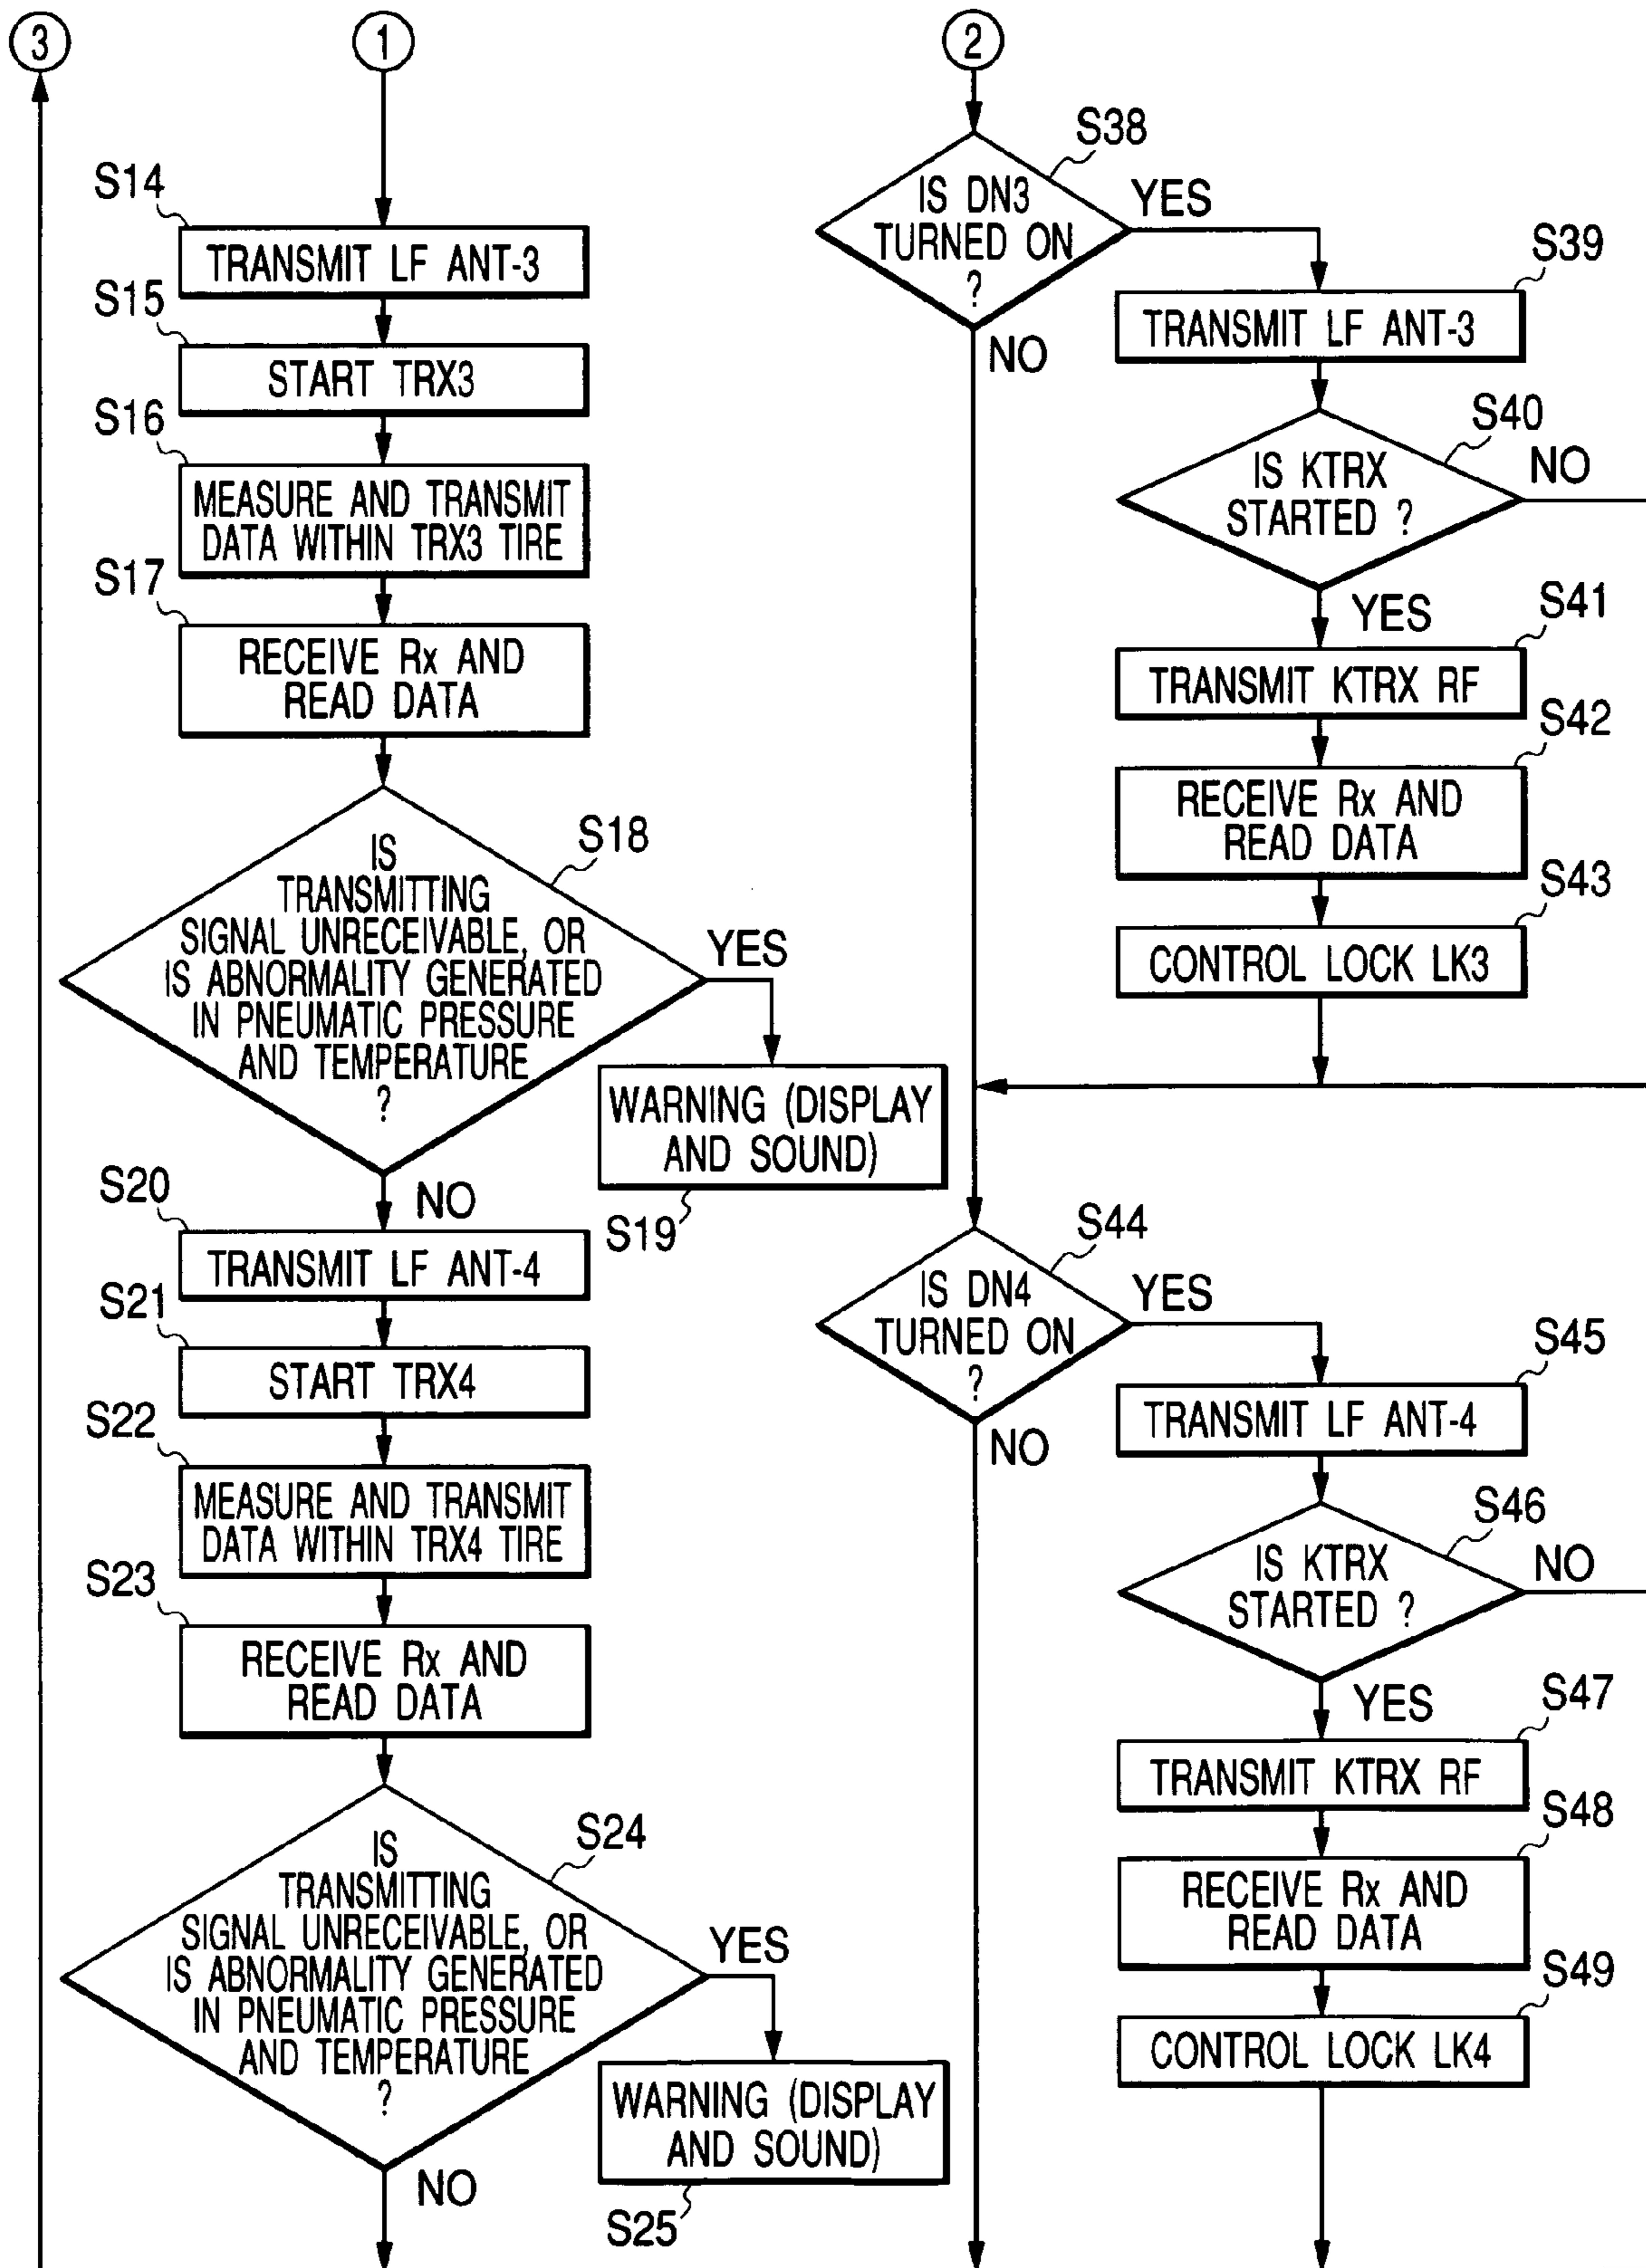 3
1
S14
TRANSMIT LF ANT-3
S15
START TRX3
S16
MEASURE AND TRANSMIT
DATA WITHIN TRX3 TIRE
S17
RECEIVE Rx AND
READ DATA
S18
IS
TRANSMITTING
SIGNAL UNRECEIVABLE, OR
IS ABNORMALITY GENERATED
IN PNEUMATIC PRESSURE
AND TEMPERATURE
?
YES
WARNING (DISPLAY
AND SOUND)
S19
NO
S20
TRANSMIT LF ANT-4
S21
START TRX4
S22
MEASURE AND TRANSMIT
DATA WITHIN TRX4 TIRE
S23
RECEIVE Rx AND
READ DATA
S24
IS
TRANSMITTING
SIGNAL UNRECEIVABLE, OR
IS ABNORMALITY GENERATED
IN PNEUMATIC PRESSURE
AND TEMPERATURE
?
YES
WARNING (DISPLAY
AND SOUND)
S25
NO
2
S38
IS DN3
TURNED ON
?
YES
NO
S39
TRANSMIT LF ANT-3
S40
IS KTRX
STARTED ?
NO
YES
S41
TRANSMIT KTRX RF
S42
RECEIVE Rx AND
READ DATA
S43
CONTROL LOCK LK3
S44
IS DN4
TURNED ON
?
YES
NO
S45
TRANSMIT LF ANT-4
S46
IS KTRX
STARTED ?
NO
YES
S47
TRANSMIT KTRX RF
S48
RECEIVE Rx AND
READ DATA
S49
CONTROL LOCK LK4